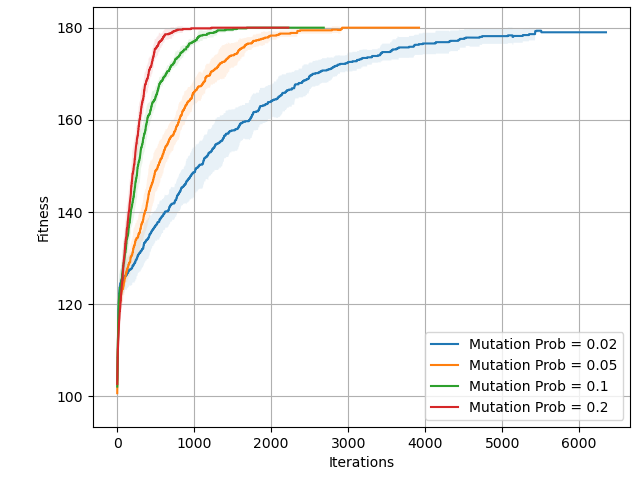 180
160
140
120
100
Fitness
0
1000
2000
3000
4000
5000
6000
Iterations
Mutation Prob = 0.02
Mutation Prob = 0.05
Mutation Prob = 0.1
Mutation Prob = 0.2